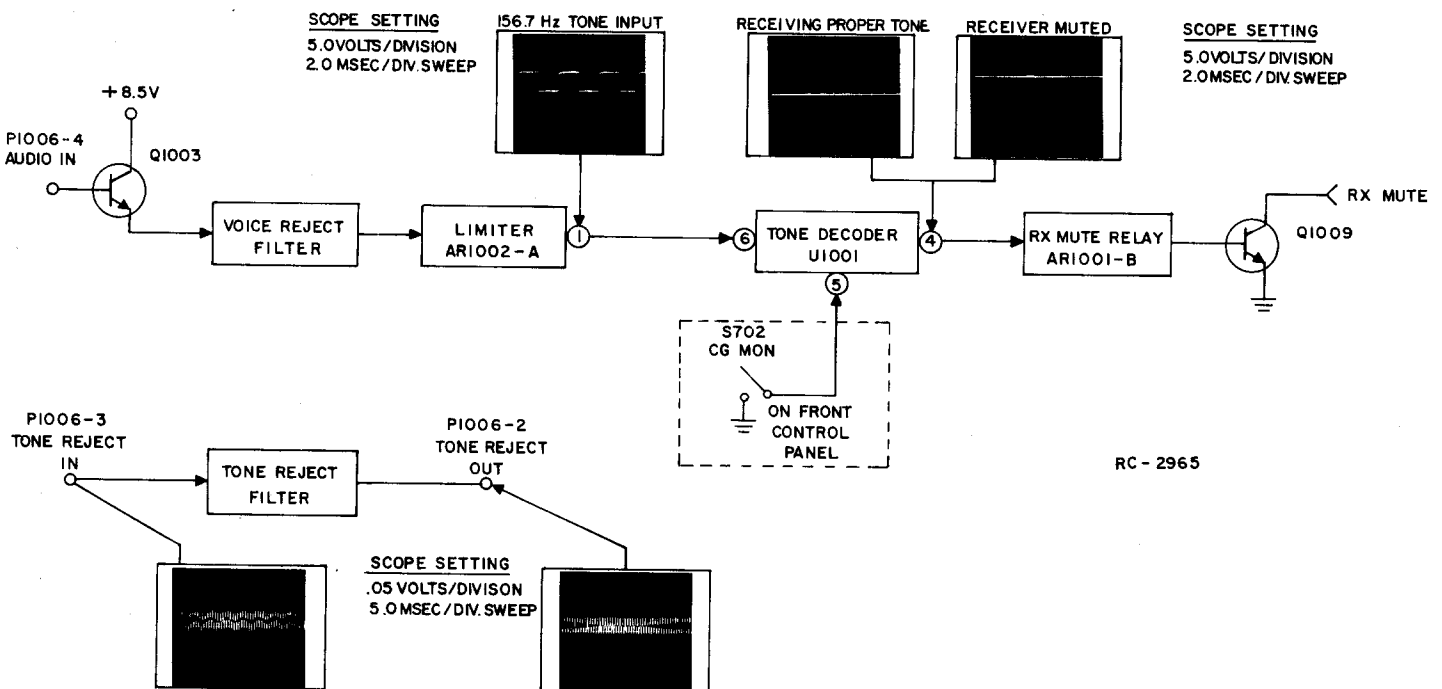 SCOPE SETTING
5.0VOLTS/DIVISION
2.0 MSEC/DIV. SWEEP
156.7 Hz TONE INPUT
RECEIVING PROPER TONE
RECEIVER MUTED
SCOPE SETTING
5.0VOLTS/DIVISION
2.0 MSEC/DIV. SWEEP
+8.5V
P1006-4
AUDIO IN
Q1003
VOICE REJECT
FILTER
LIMITER
AR1002-A
1
6
TONE DECODER
U1001
4
5
RX MUTE RELAY
AR1001-B
RX MUTE
Q1009
S702
CG MON
ON FRONT
CONTROL
PANEL
P1006-3
TONE REJECT
IN
TONE REJECT
FILTER
P1006-2
TONE REJECT
OUT
RC-2965
SCOPE SETTING
.05 VOLTS/DIVISON
5.0 MSEC/DIV. SWEEP